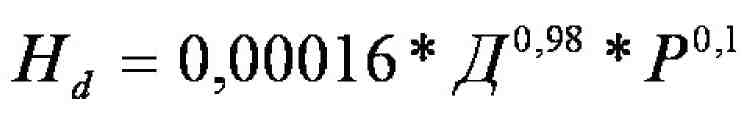 H_d = 0,00016 * Д^0,98 * P^0,1